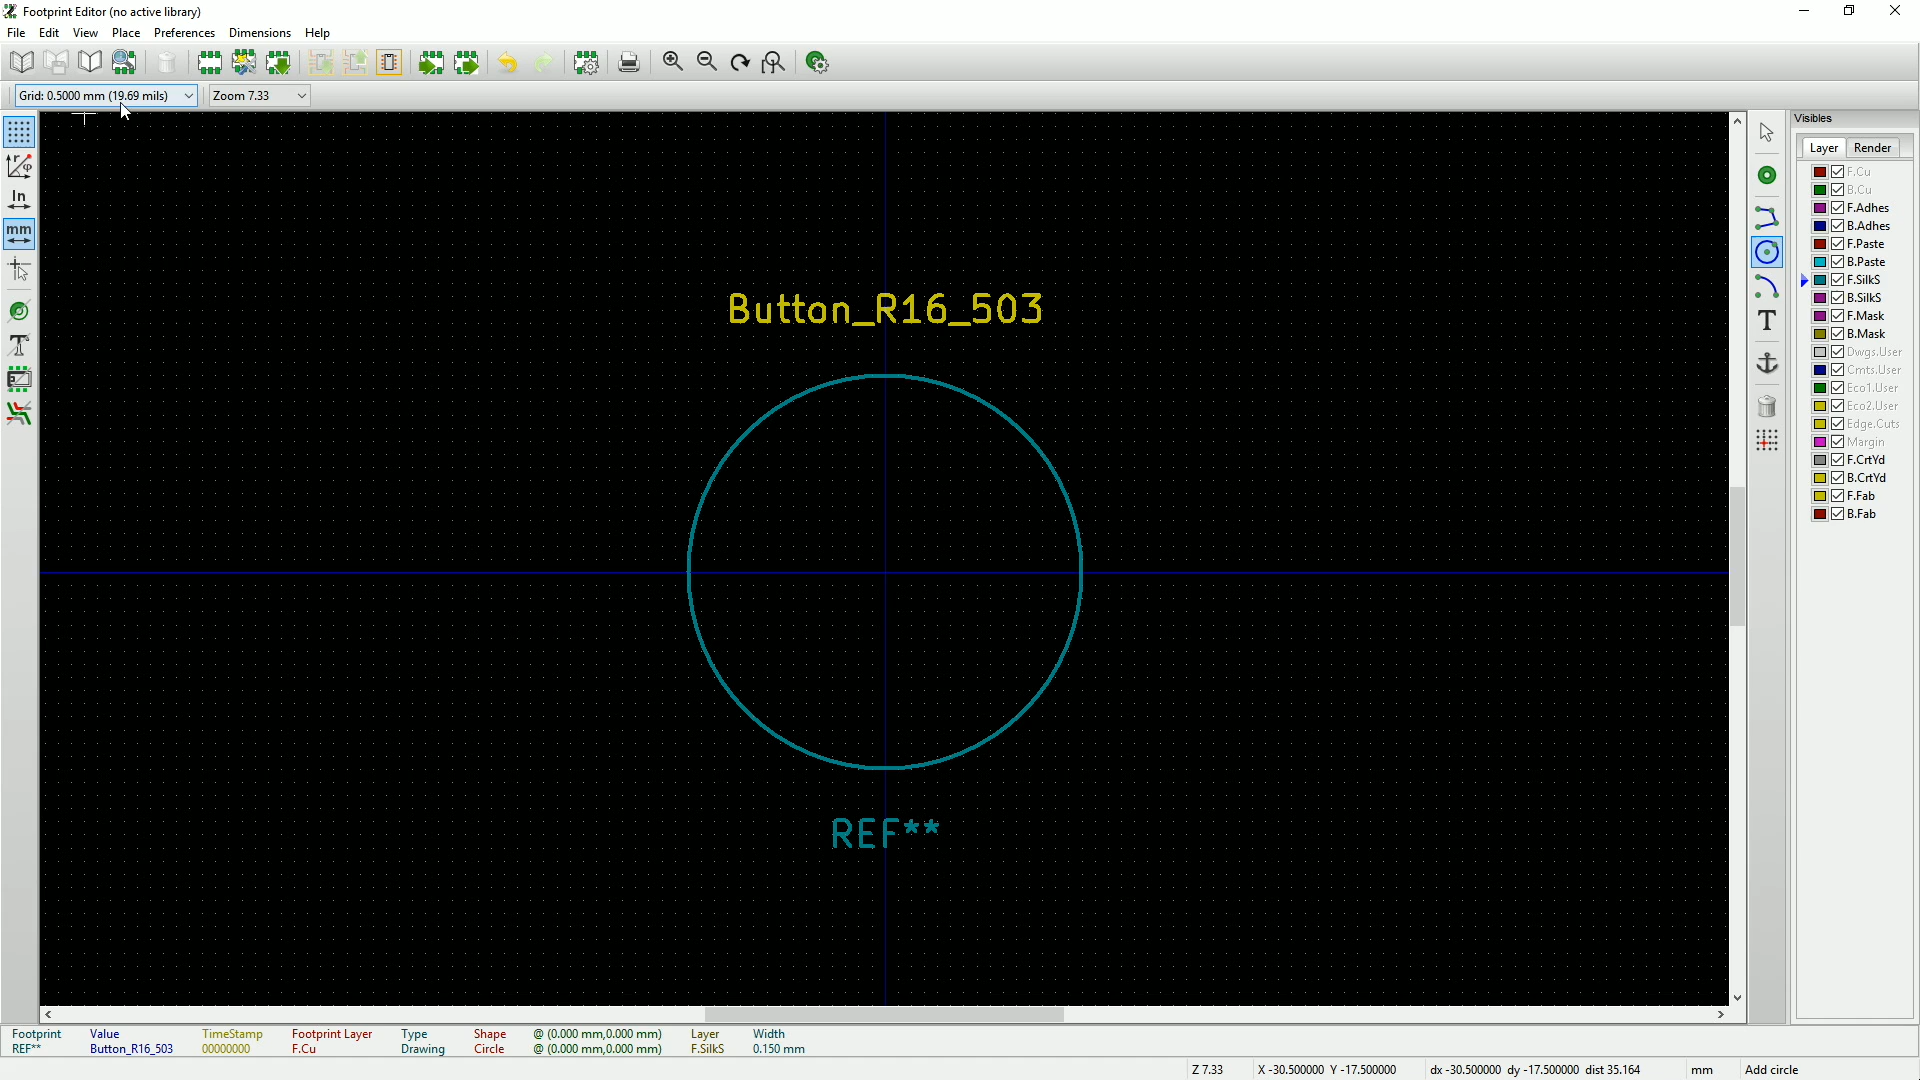 Footprint Editor (no active library)
File Edit View Place Preferences Dimensions Help
Grid: 0.5000 mm (19.69 mils) Zoom 7.33
In
mm
Button_R16_503
REF**
T
Visibles
Layer Render
F.Cu
B.Cu
F.Adhes
B.Adhes
F.Paste
B.Paste
F.SilkS
B.SilkS
F.Mask
B.Mask
Dwgs.User
Cmts.User
Eco1.User
Eco2.User
Edge.Cuts
Margin
F.CrtYd
B.CrtYd
F.Fab
B.Fab
Footprint Value TimeStamp Footprint Layer Type Shape @ (0.000 mm,0.000 mm) Layer Width
REF** Button_R16_503 00000000 F.Cu Drawing Circle @ (0.000 mm,0.000 mm) F.SilkS 0.150 mm
Z 7.33 X -30.500000 Y -17.500000 dx -30.500000 dy -17.500000 dist 35.164 mm Add circle